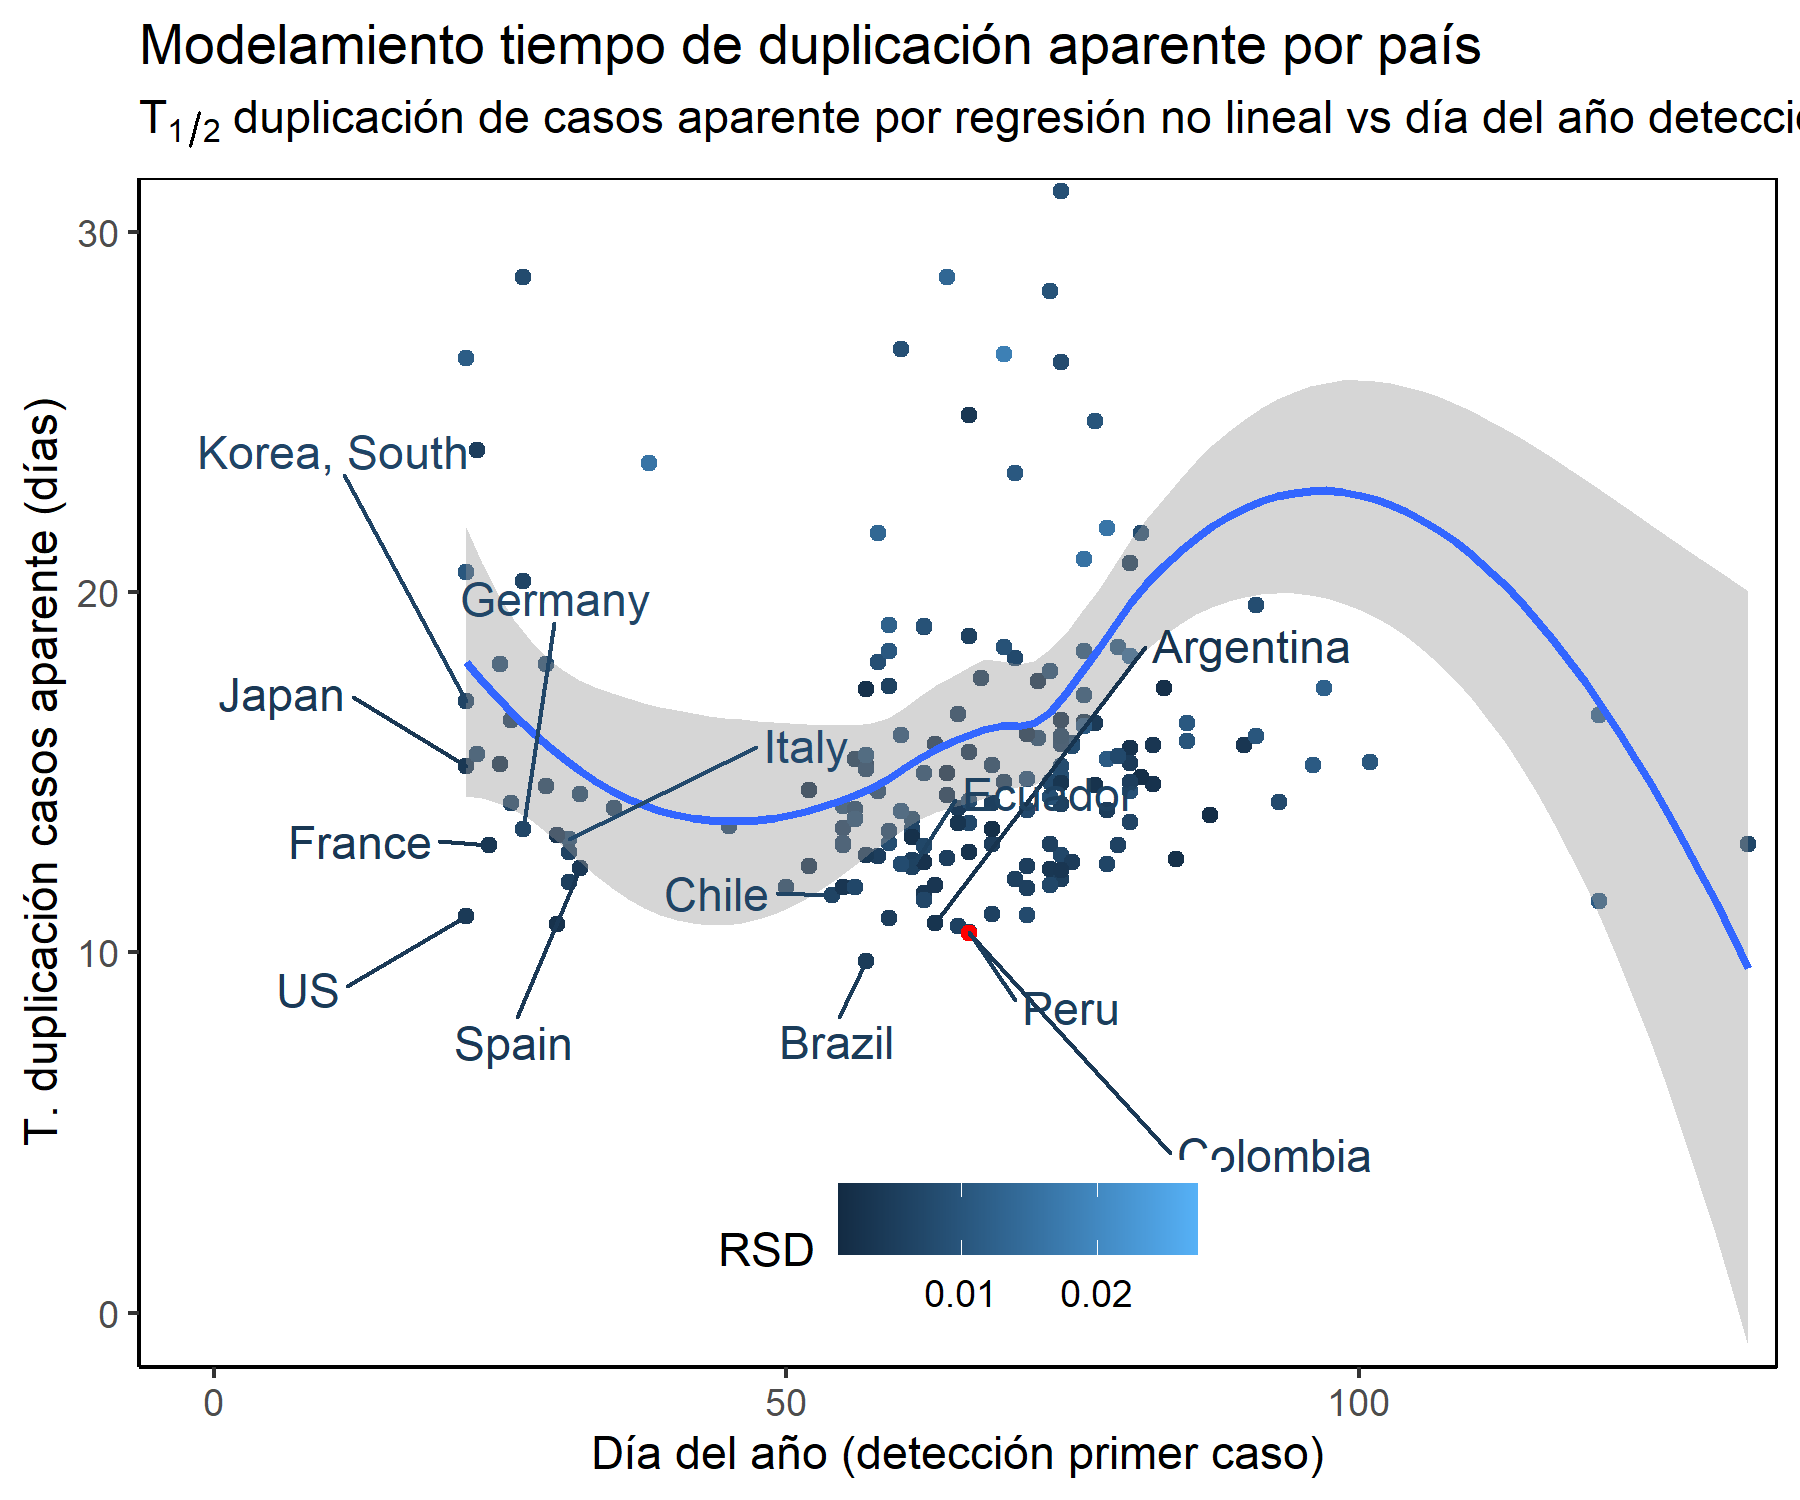 Modelamiento tiempo de duplicación aparente por país
T1/2 duplicación de casos aparente por regresión no lineal vs día del año detecci
30
20
10
0
T. duplicación casos aparente (días)
Korea, South
Germany
Japan
Argentina
Italy
Ecuador
France
Chile
US
Peru
Spain
Brazil
Colombia
RSD
0.01 0.02
0 50 100
Día del año (detección primer caso)